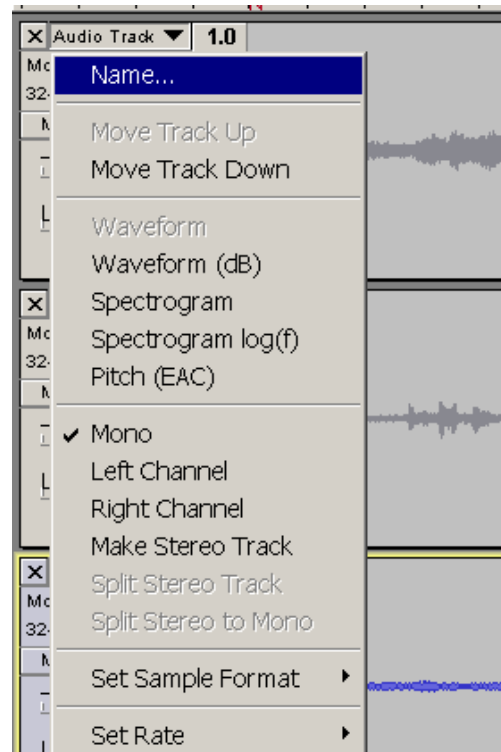 Audio Track 1.0
Name...
Move Track Up
Move Track Down
Waveform
Waveform (dB)
Spectrogram
Spectrogram log(f)
Pitch (EAC)
Mono
Left Channel
Right Channel
Make Stereo Track
Split Stereo Track
Split Stereo to Mono
Set Sample Format
Set Rate